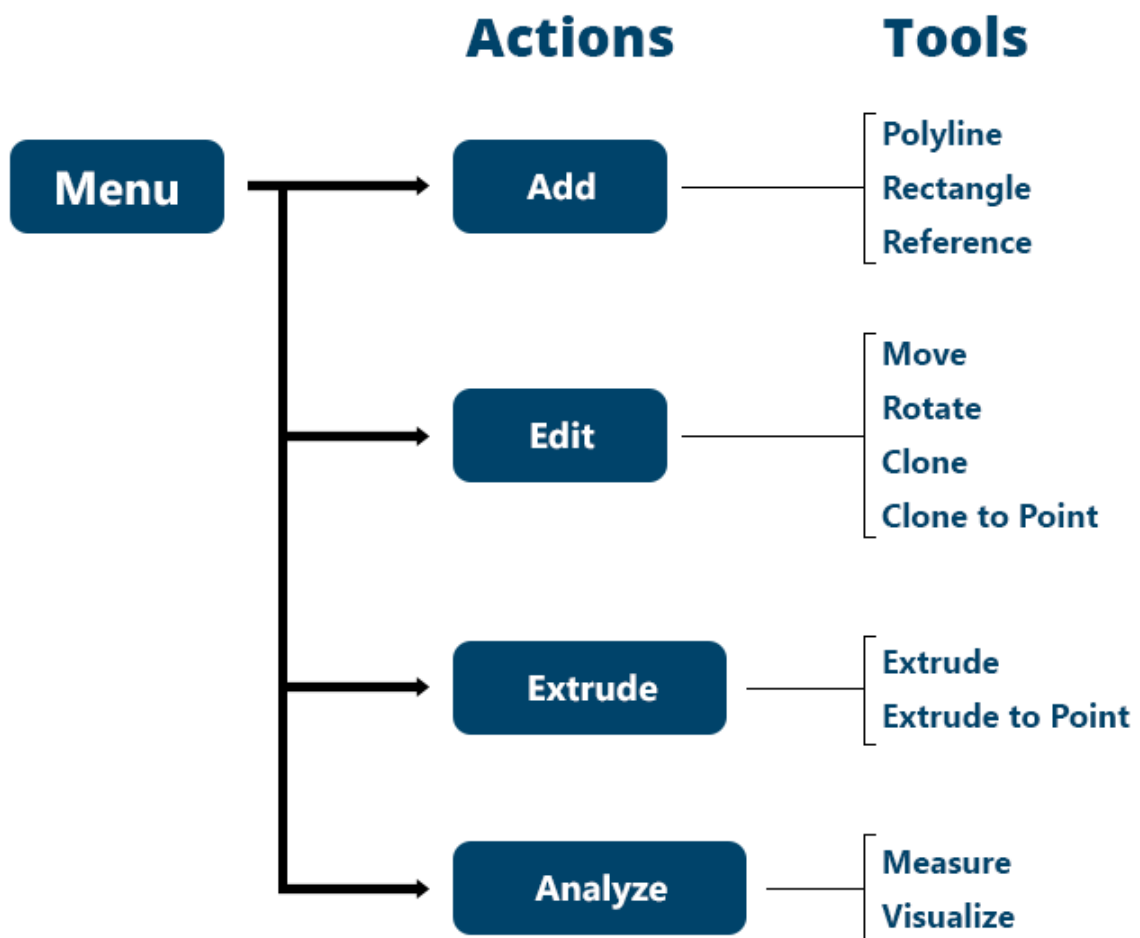 Actions
Tools
Menu
Add
Polyline
Rectangle
Reference
Edit
Move
Rotate
Clone
Clone to Point
Extrude
Extrude
Extrude to Point
Analyze
Measure
Visualize